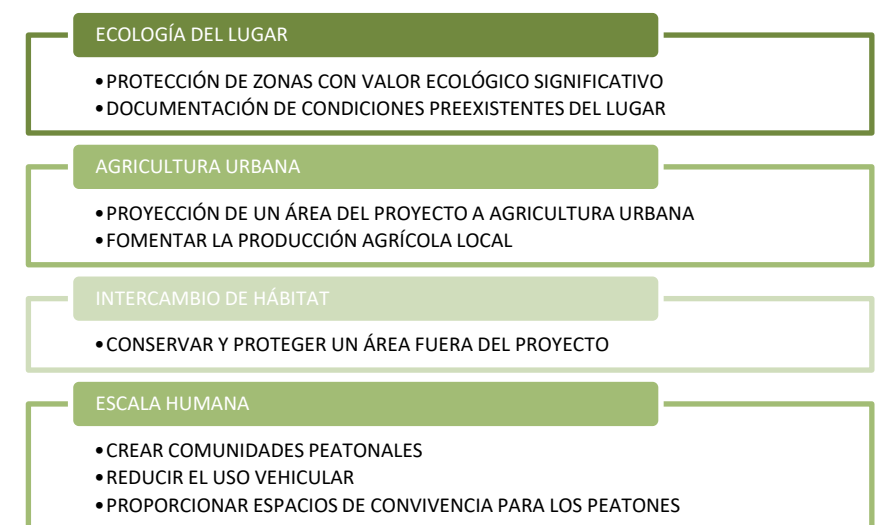 ECOLOGÍA DEL LUGAR
•PROTECCIÓN DE ZONAS CON VALOR ECOLÓGICO SIGNIFICATIVO
•DOCUMENTACIÓN DE CONDICIONES PREEXISTENTES DEL LUGAR
AGRICULTURA URBANA
•PROYECCIÓN DE UN ÁREA DEL PROYECTO A AGRICULTURA URBANA
•FOMENTAR LA PRODUCCIÓN AGRÍCOLA LOCAL
INTERCAMBIO DE HÁBITAT
•CONSERVAR Y PROTEGER UN ÁREA FUERA DEL PROYECTO
ESCALA HUMANA
•CREAR COMUNIDADES PEATONALES
•REDUCIR EL USO VEHICULAR
•PROPORCIONAR ESPACIOS DE CONVIVENCIA PARA LOS PEATONES